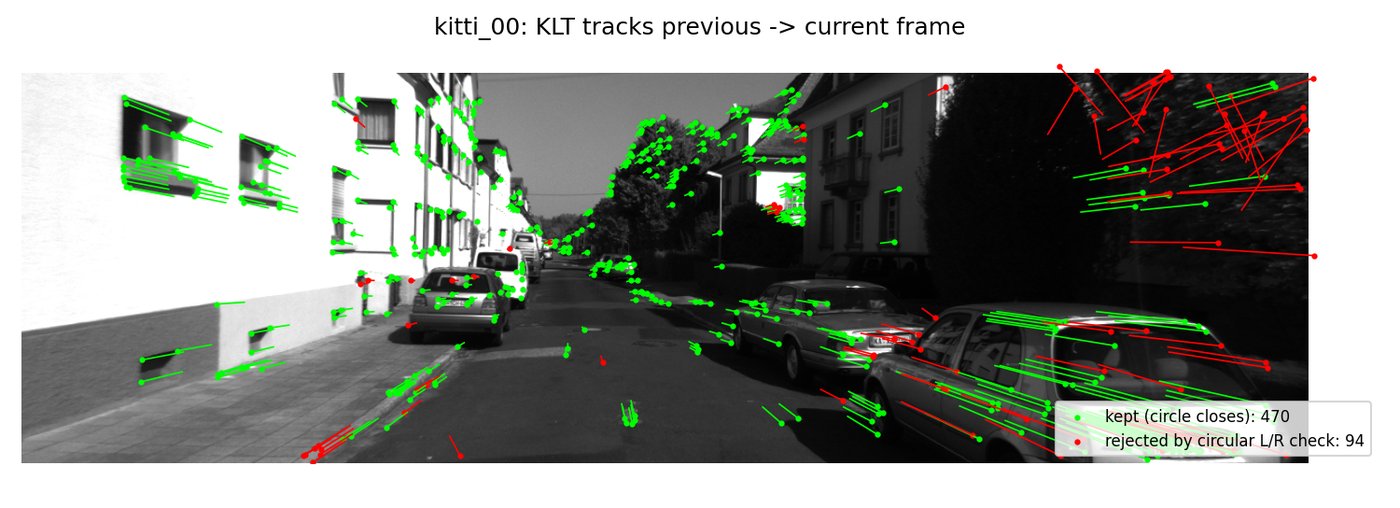 kitti_00: KLT tracks previous -> current frame
kept (circle closes): 470
rejected by circular L/R check: 94